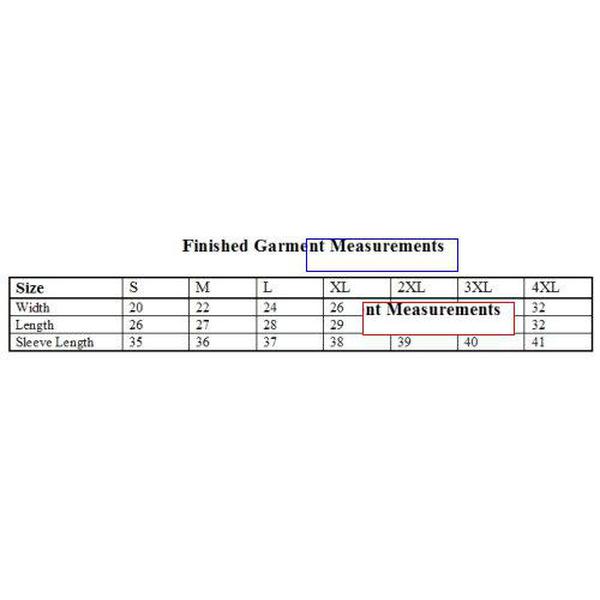 Finished Garment Measurements
Size S M L XL 2XL 3XL 4XL
Width 20 22 24 26 32
nt Measurements
Length 26 27 28 29 32
Sleeve Length 35 36 37 38 39 40 41